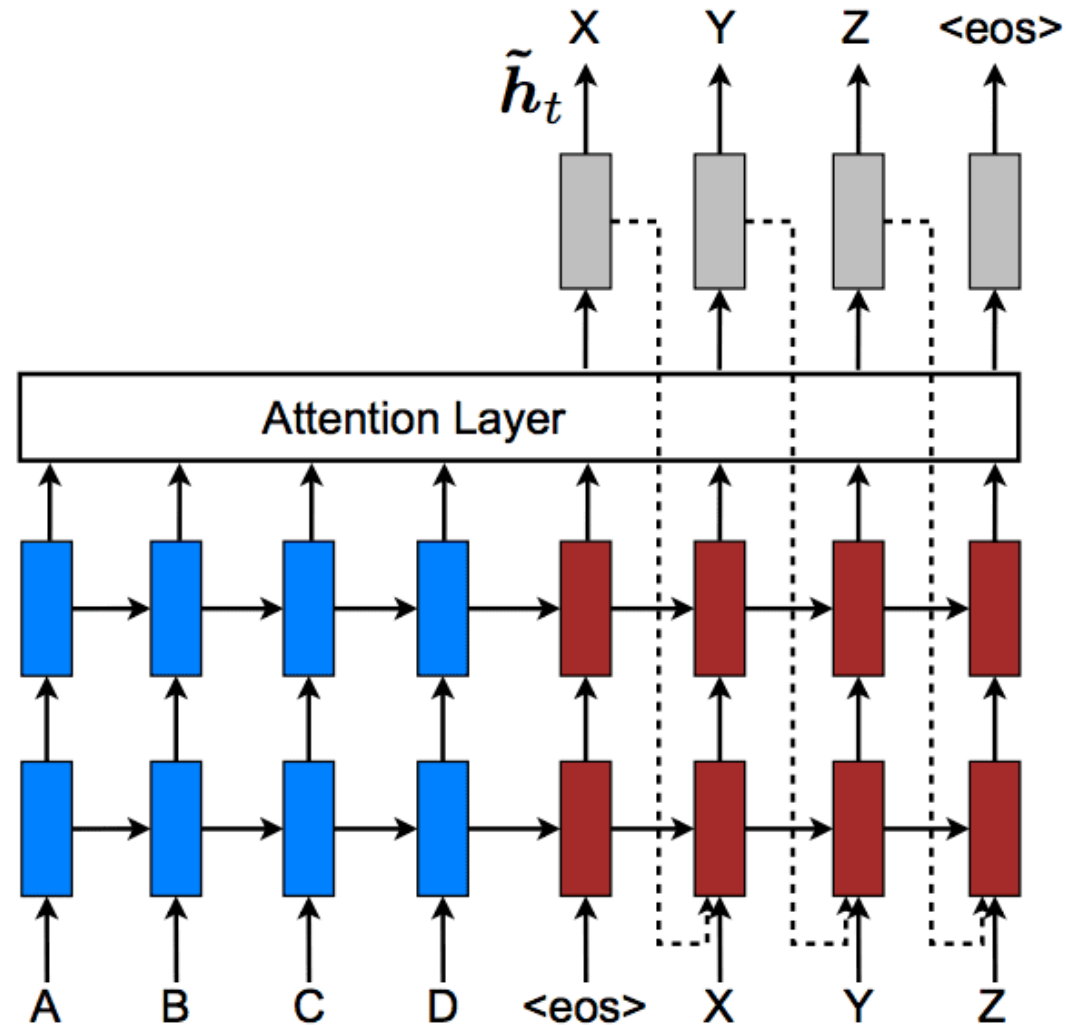 X Y Z <eos>
h̃ₜ
Attention Layer
A B C D <eos> X Y Z